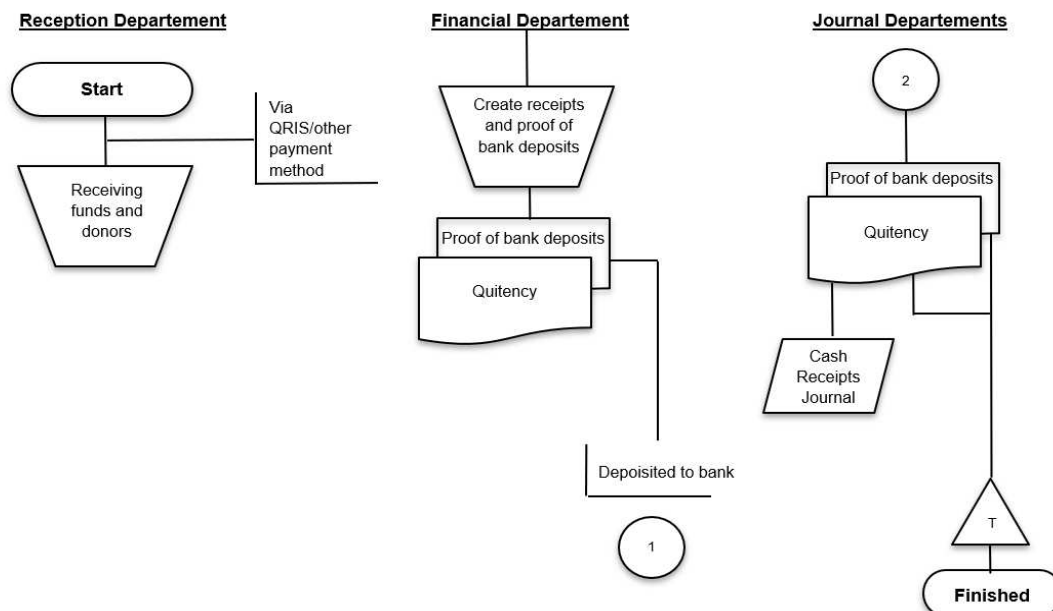 Reception Departement
Start
Via
QRIS/other
payment
method
Receiving
funds and
donors
Financial Departement
Create receipts
and proof of
bank deposits
Proof of bank deposits
Quitency
Depoisited to bank
1
Journal Departements
2
Proof of bank deposits
Quitency
Cash
Receipts
Journal
T
Finished